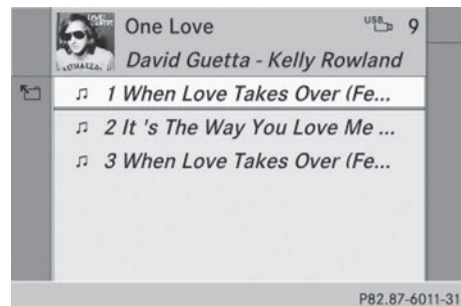 One Love USB 9
David Guetta - Kelly Rowland
1 When Love Takes Over (Fe...
2 It 's The Way You Love Me ...
3 When Love Takes Over (Fe...
P82.87-6011-31